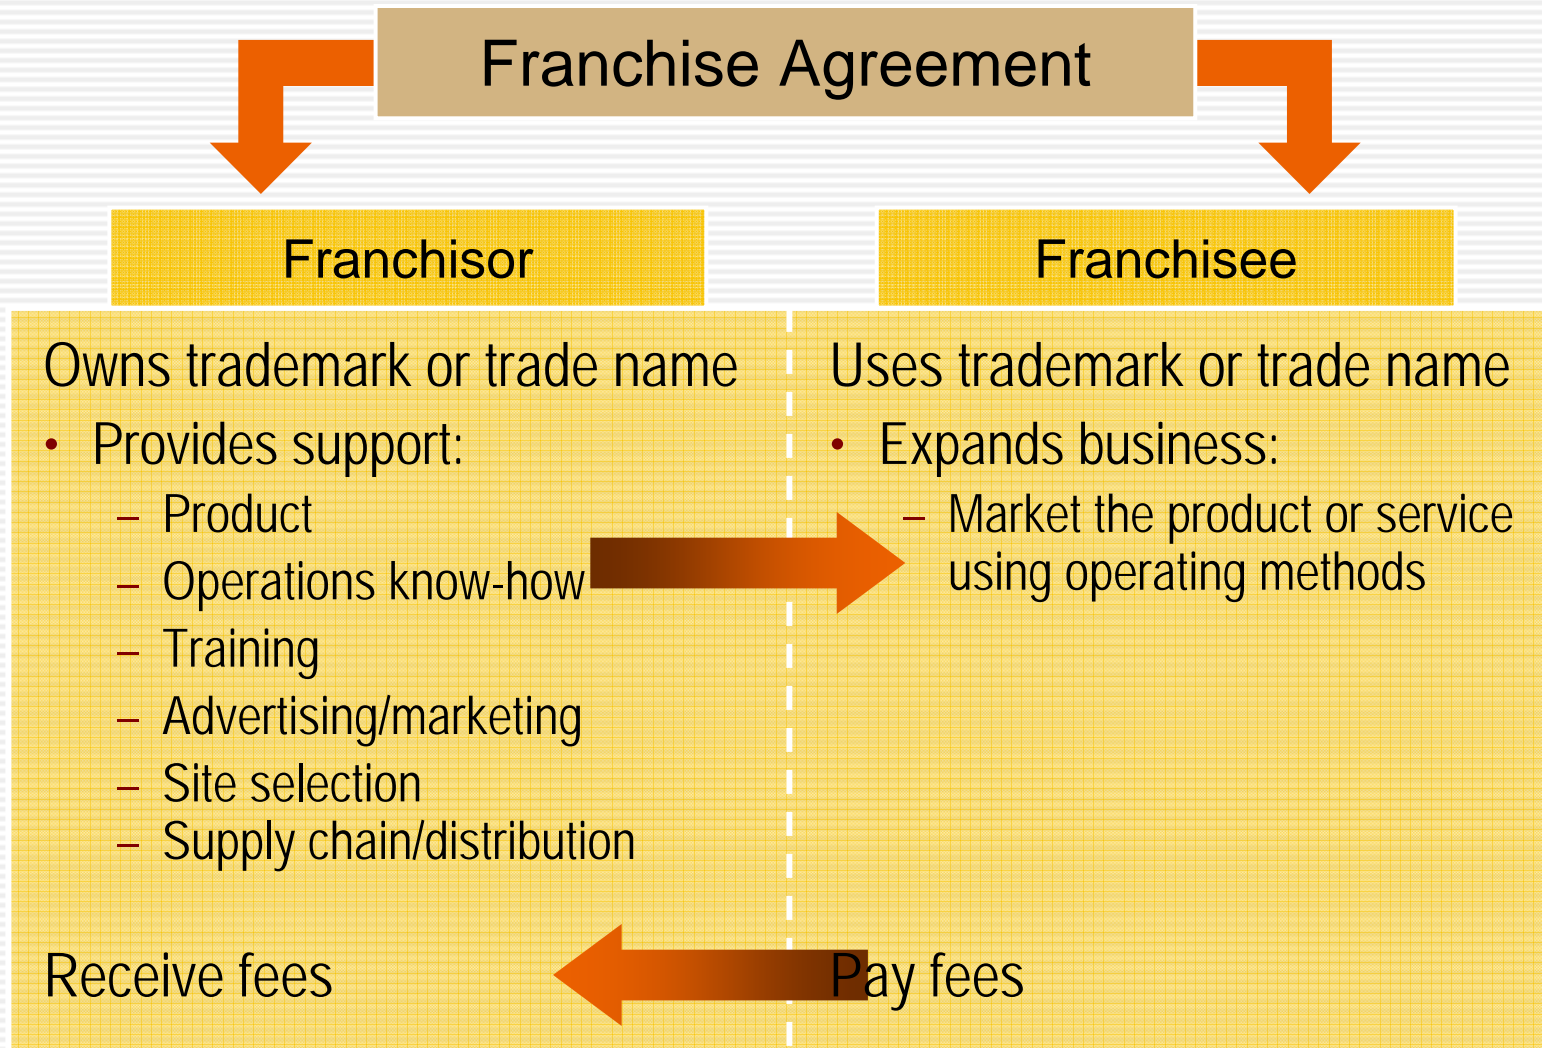 Franchise Agreement
Franchisor
Owns trademark or trade name
• Provides support:
– Product
– Operations know-how
– Training
– Advertising/marketing
– Site selection
– Supply chain/distribution
Receive fees
Franchisee
Uses trademark or trade name
• Expands business:
– Market the product or service
using operating methods
Pay fees